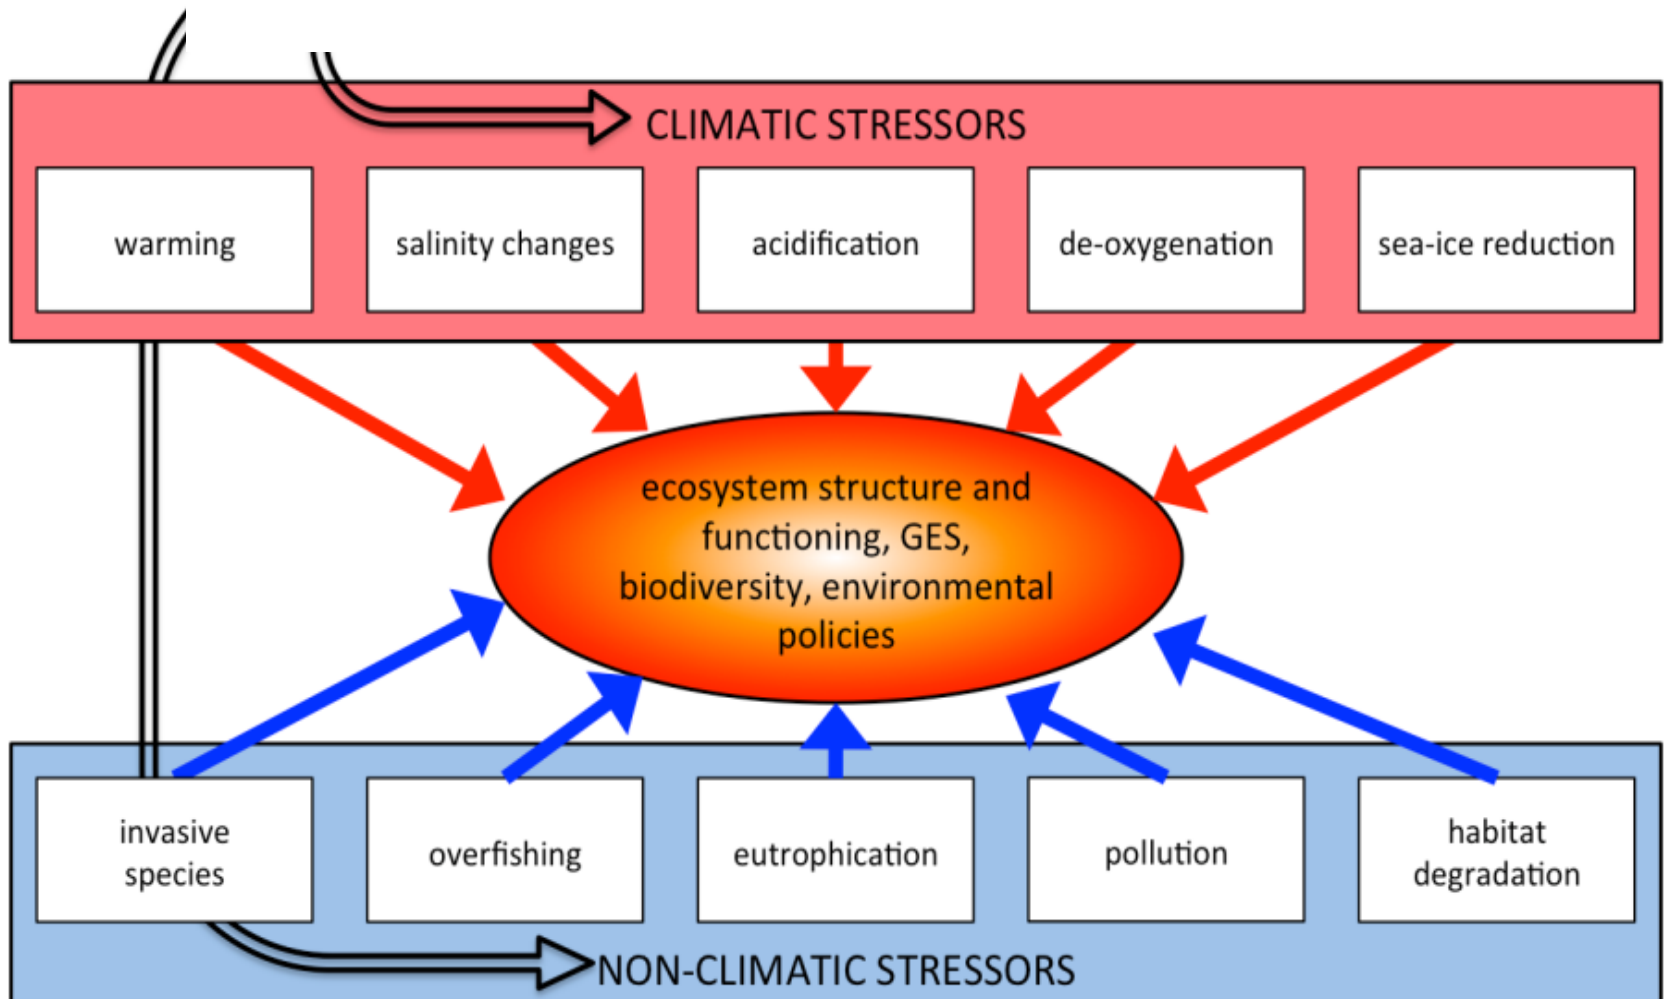 CLIMATIC STRESSORS
warming
salinity changes
acidification
de-oxygenation
sea-ice reduction
ecosystem structure and
functioning, GES,
biodiversity, environmental
policies
invasive
species
overfishing
eutrophication
pollution
habitat
degradation
NON-CLIMATIC STRESSORS